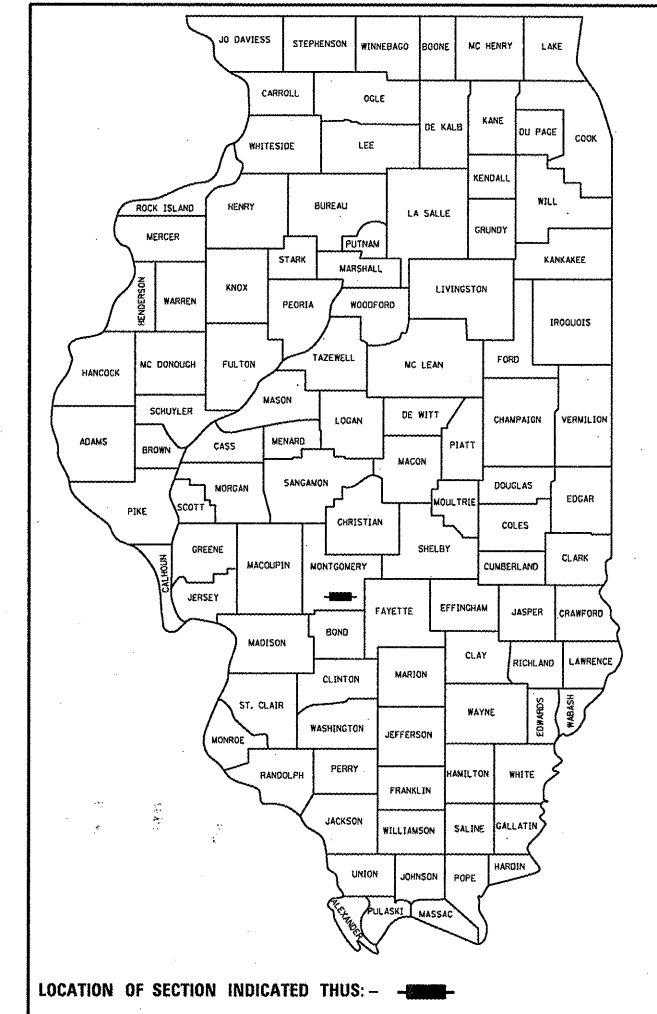 JO DAVIESS STEPHENSON WINNEBAGO BOONE MC HENRY LAKE
CARROLL OGLE DE KALB KANE DU PAGE COOK
WHITESIDE LEE
KENDALL WILL
ROCK ISLAND HENRY BUREAU LA SALLE GRUNDY
MERCER PUTNAM
STARK MARSHALL KANKAKEE
HENDERSON WARREN KNOX PEORIA WOODFORD LIVINGSTON IROQUOIS
HANCOCK MC DONOUGH FULTON TAZEWELL MC LEAN FORD
MASON
SCHUYLER LOGAN DE WITT CHAMPAIGN VERMILION
ADAMS BROWN CASS MENARD MACON PIATT
PIKE SCOTT MORGAN SANGAMON CHRISTIAN MOULTRIE DOUGLAS EDGAR
COLES
CALHOUN GREENE MACOUPIN MONTGOMERY SHELBY CUMBERLAND CLARK
JERSEY FAYETTE EFFINGHAM JASPER CRAWFORD
MADISON BOND
CLAY RICHLAND LAWRENCE
CLINTON MARION
ST. CLAIR WAYNE EDWARDS WABASH
MONROE WASHINGTON JEFFERSON
RANDOLPH PERRY HAMILTON WHITE
FRANKLIN
JACKSON WILLIAMSON SALINE GALLATIN
UNION JOHNSON POPE HARDIN
ALEXANDER PULASKI MASSAC
LOCATION OF SECTION INDICATED THUS: -